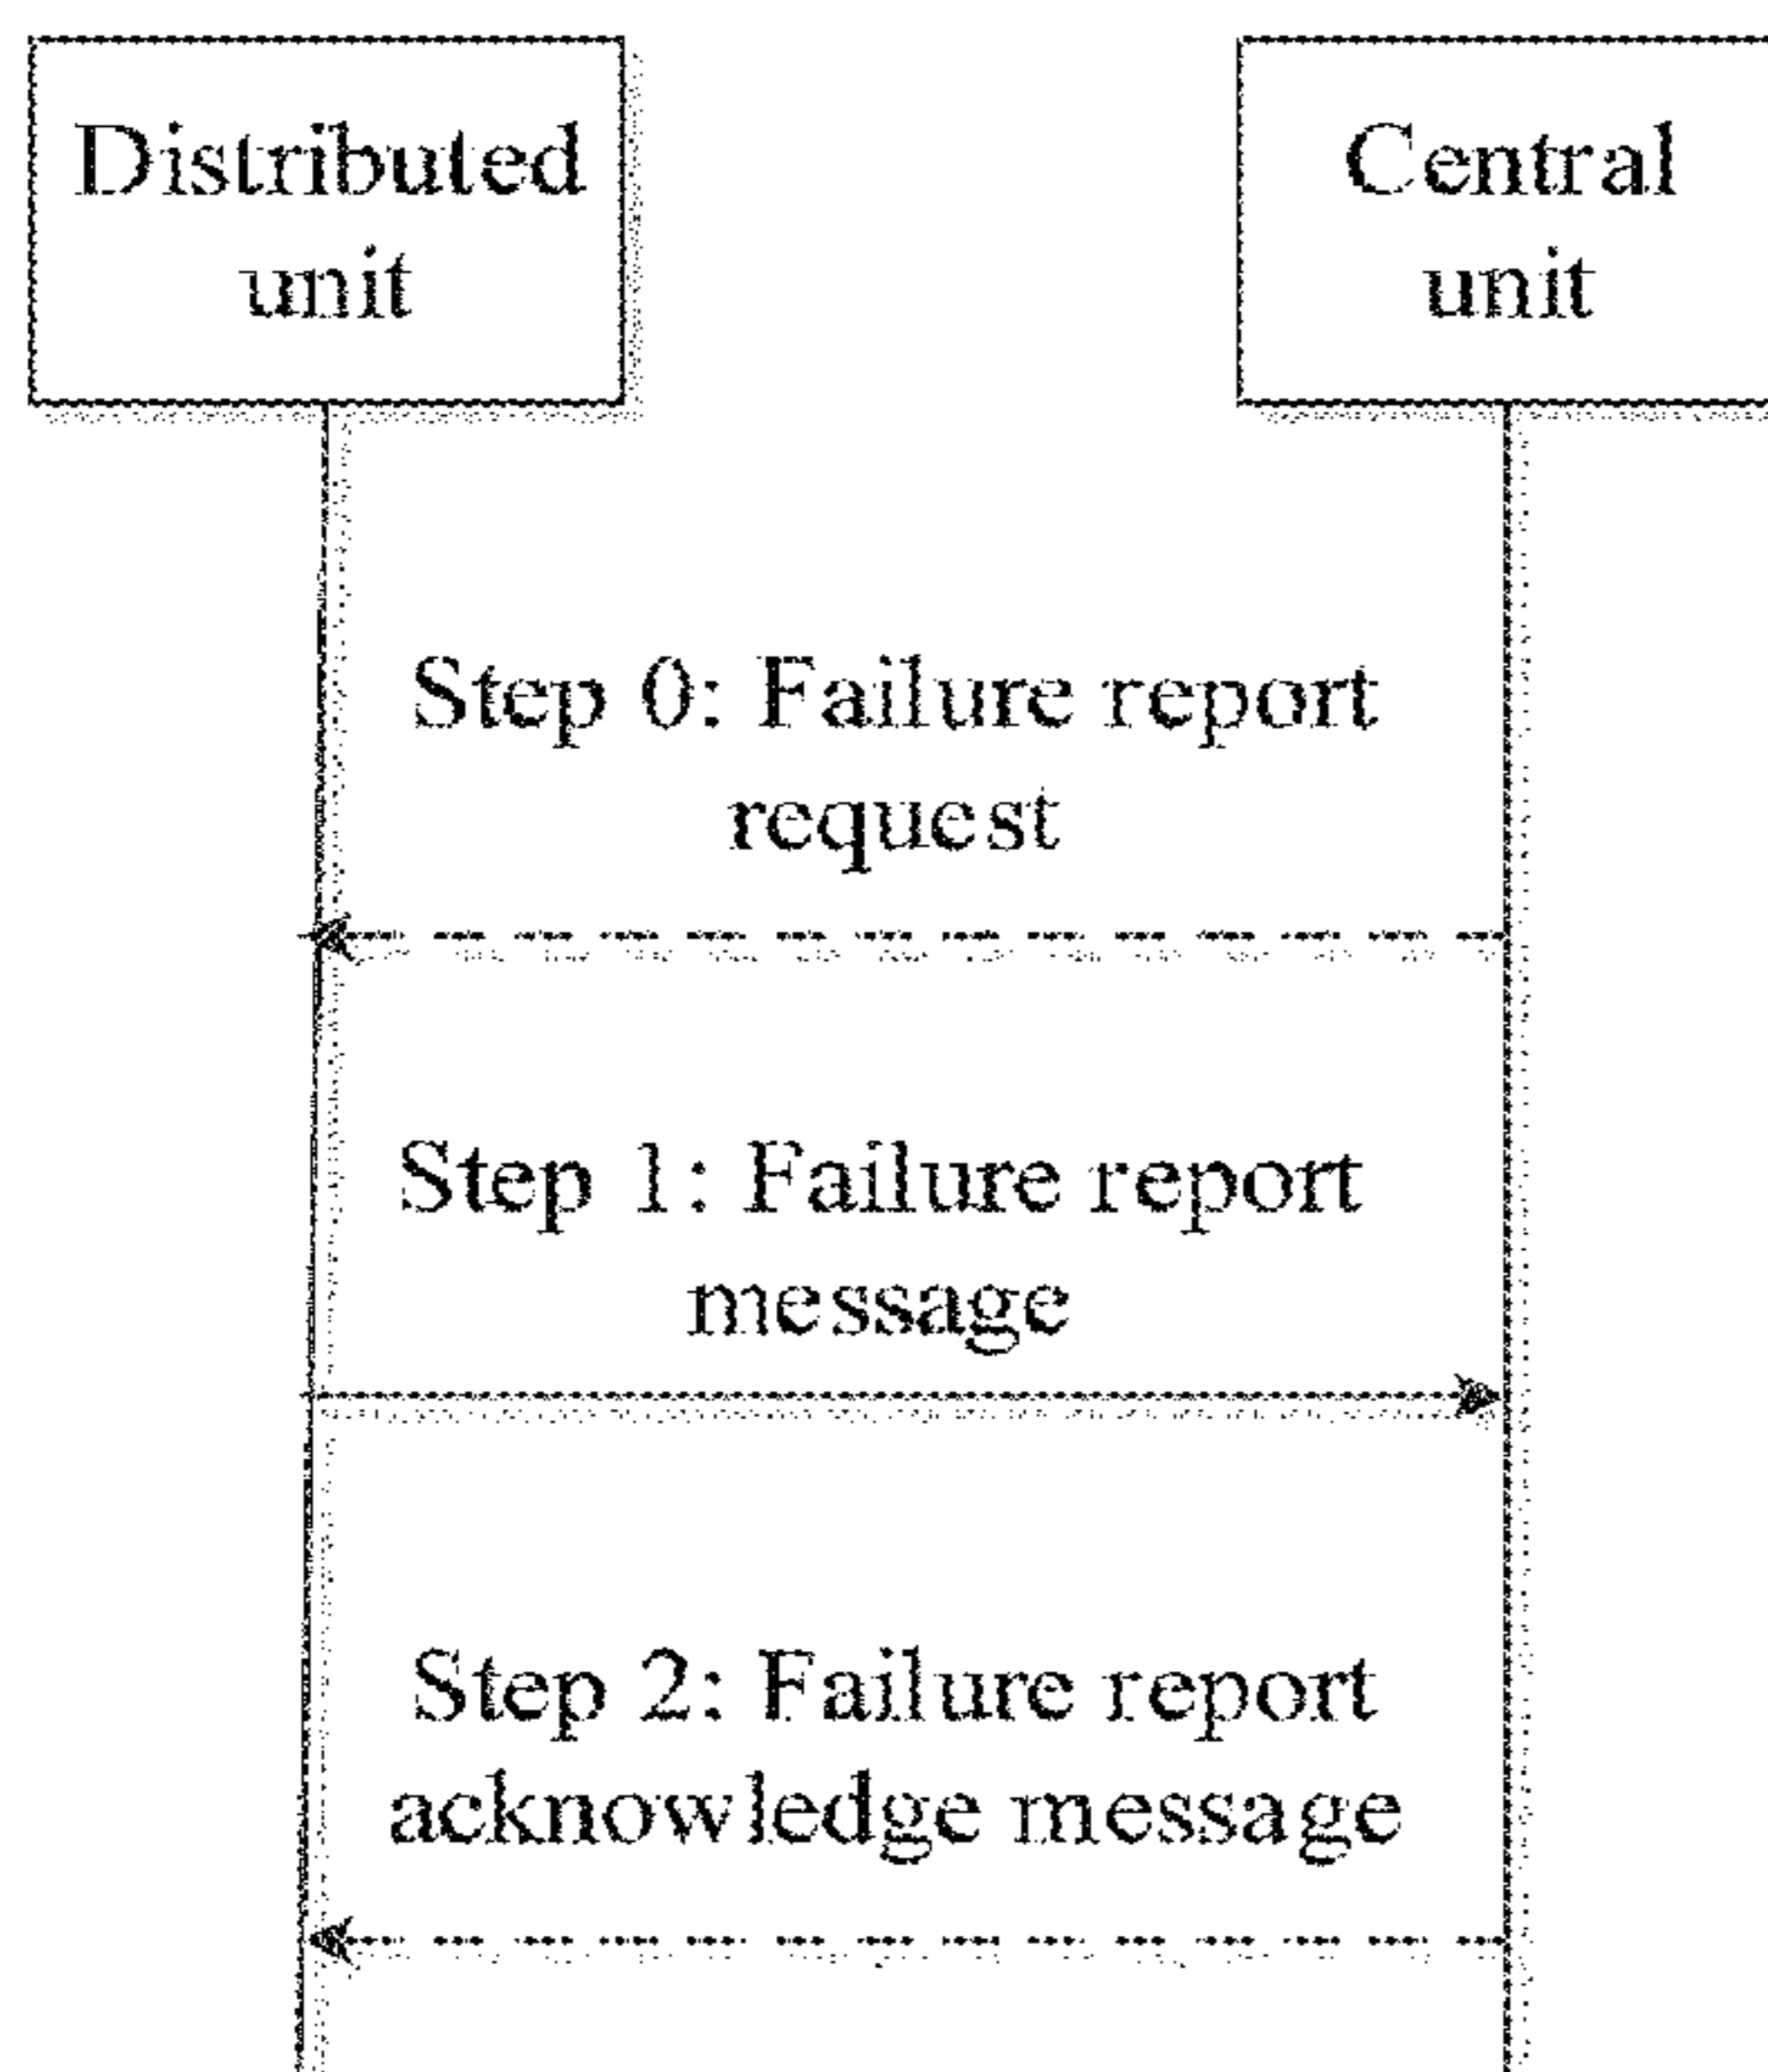 Distributed
unit
Central
unit
Step 0: Failure report
request
Step 1: Failure report
message
Step 2: Failure report
acknowledge message